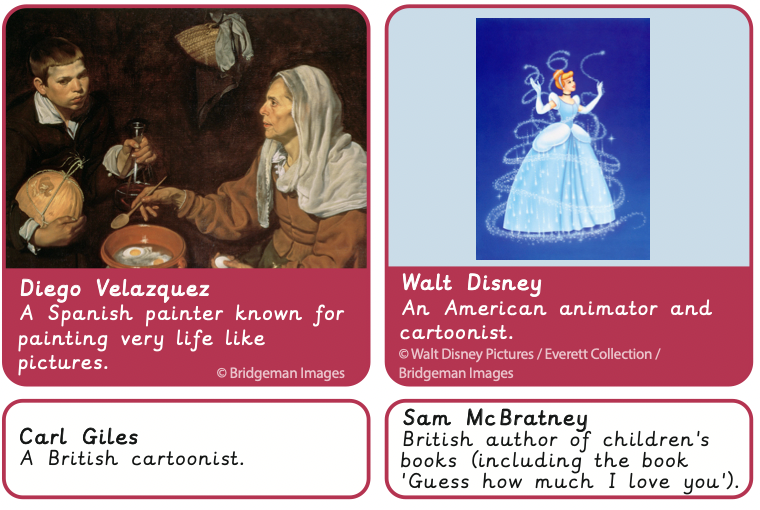 Diego Velazquez
A Spanish painter known for
painting very life like
pictures.
© Bridgeman Images
Walt Disney
An American animator and
cartoonist.
© Walt Disney Pictures / Everett Collection /
Bridgeman Images
Carl Giles
A British cartoonist.
Sam McBratney
British author of children's
books (including the book
'Guess how much I love you').